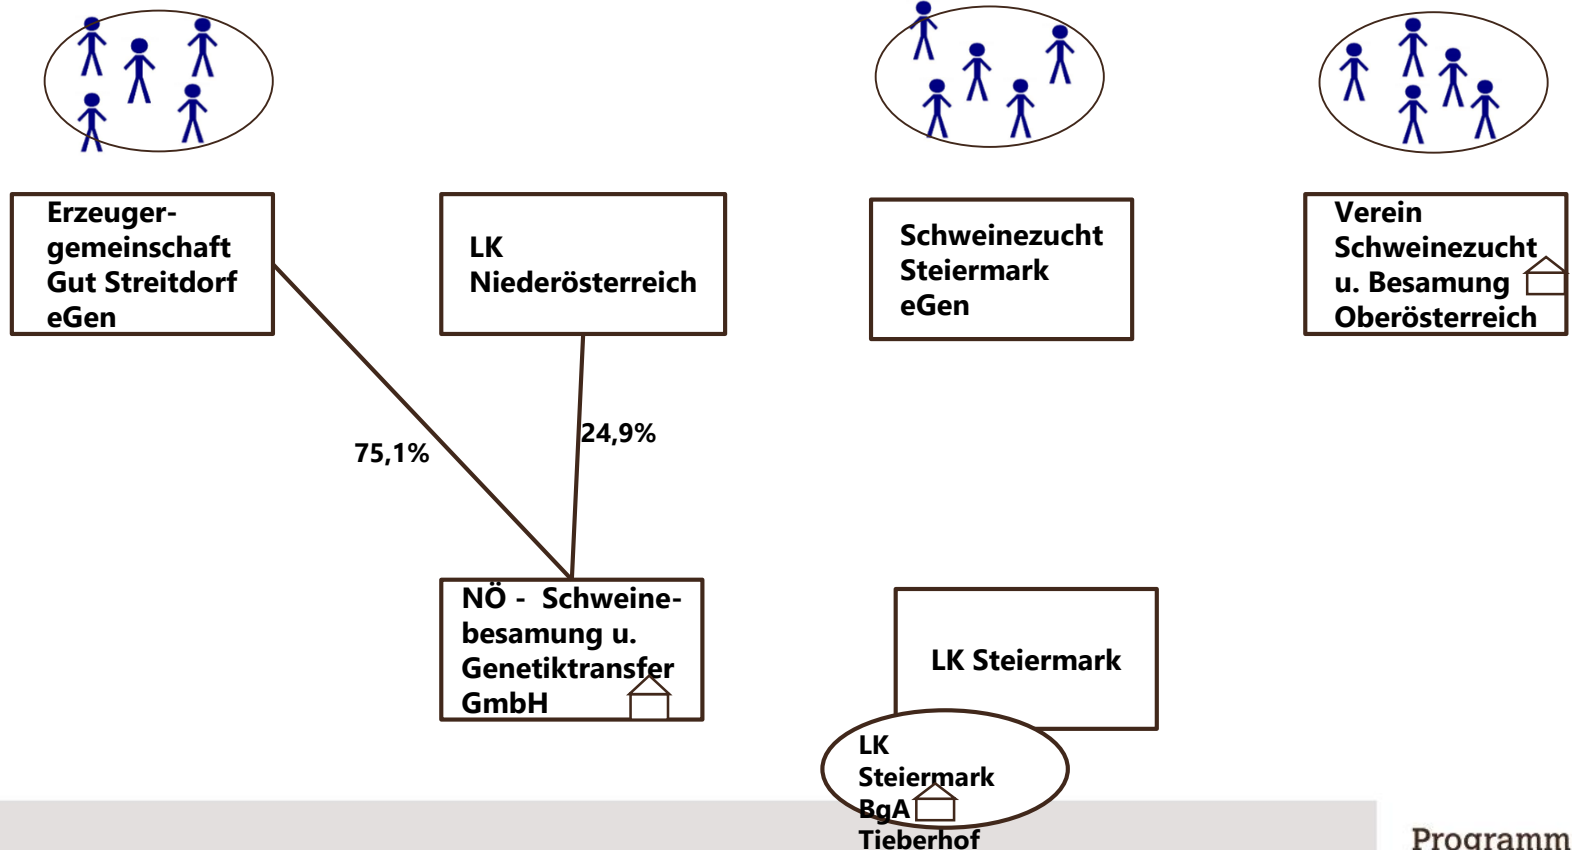 Erzeuger-
gemeinschaft
Gut Streitdorf
eGen
LK
Niederösterreich
Schweinezucht
Steiermark
eGen
Verein
Schweinezucht
u. Besamung
Oberösterreich
75,1%
24,9%
NÖ - Schweine-
besamung u.
Genetiktransfer
GmbH
LK Steiermark
LK
Steiermark
BgA
Tieberhof
Programm